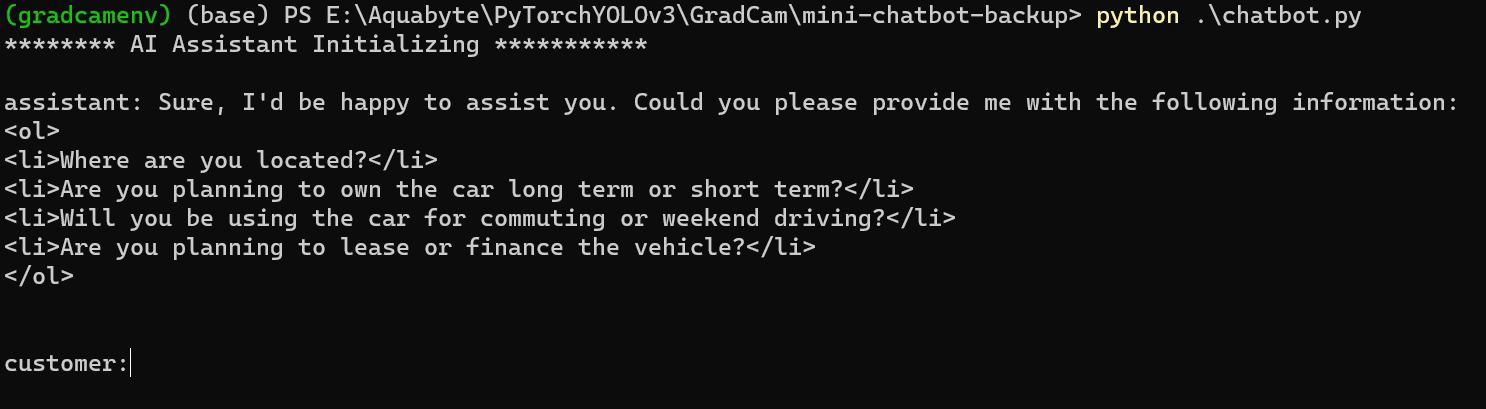 (gradcamenv) (base) PS E:\Aquabyte\PyTorchYOLOv3\GradCam\mini-chatbot-backup> python .\chatbot.py
******** AI Assistant Initializing ***********
assistant: Sure, I'd be happy to assist you. Could you please provide me with the following information:
<ol>
<li>Where are you located?</li>
<li>Are you planning to own the car long term or short term?</li>
<li>Will you be using the car for commuting or weekend driving?</li>
<li>Are you planning to lease or finance the vehicle?</li>
</ol>
customer: